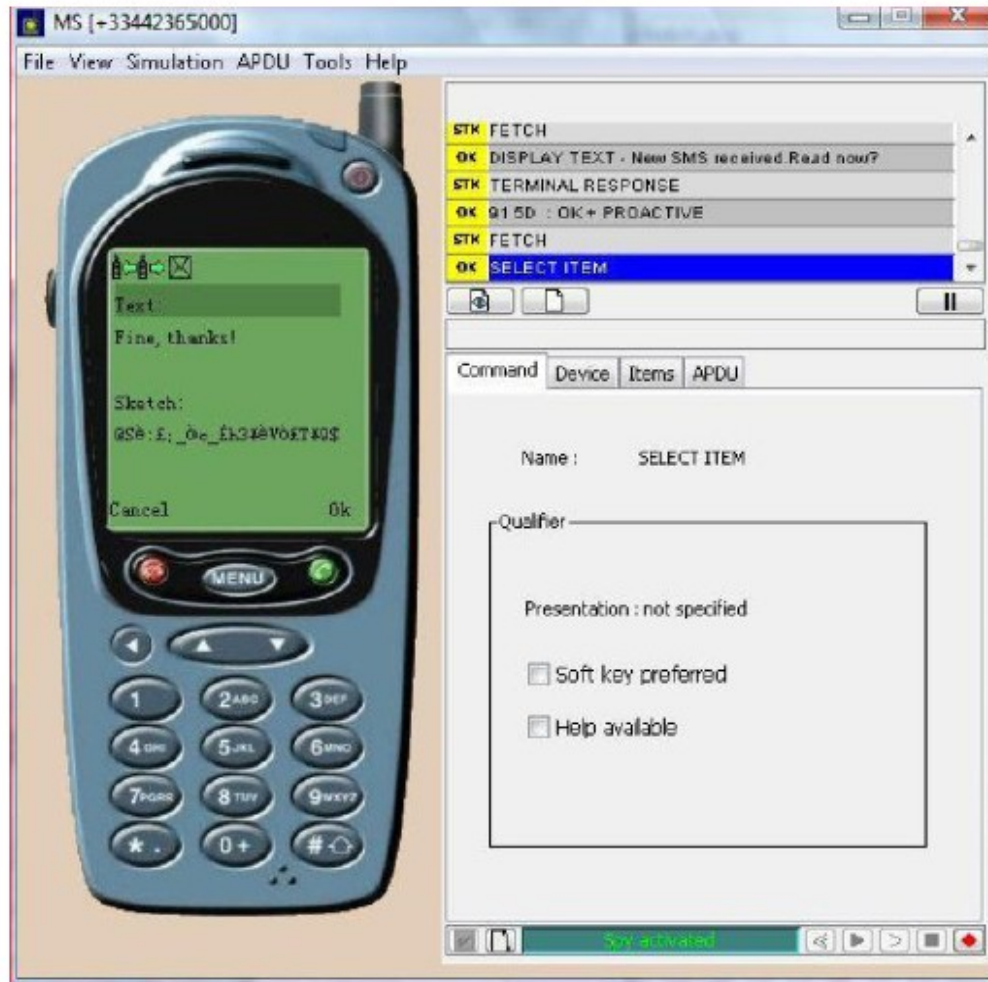 MS [+33442365000]
File View Simulation APDU Tools Help
STK FETCH
OK DISPLAY TEXT - New SMS received.Read now?
STK TERMINAL RESPONSE
OK 91 5D : OK + PROACTIVE
STK FETCH
OK SELECT ITEM
Text:
Fine, thanks!
Sketch:
Cancel Ok
MENU
1 2ABC 3DEF
4GHI 5JKL 6MNO
7PQRS 8TUV 9WXYZ
* . 0+ #
Command Device Items APDU
Name : SELECT ITEM
Qualifier
Presentation : not specified
Soft key preferred
Help available
Spy activated